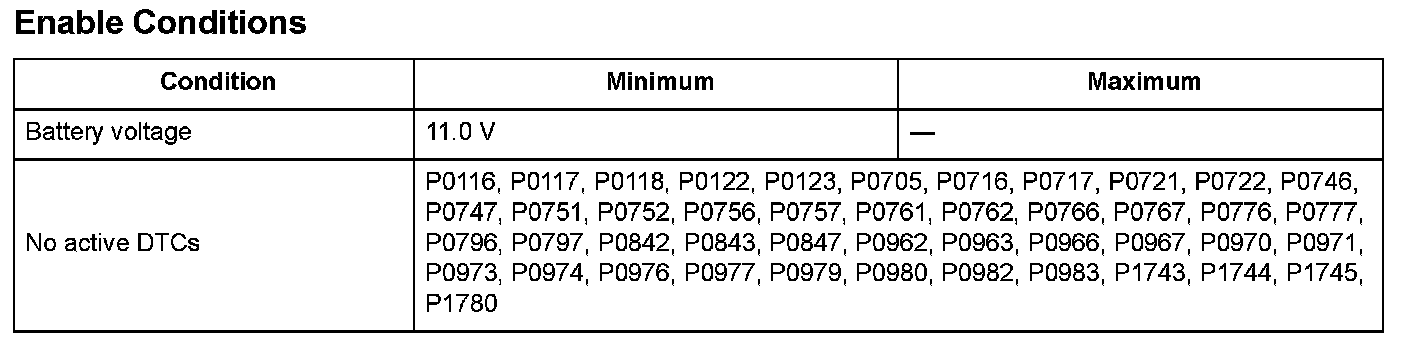 Enable Conditions
Condition Minimum Maximum
Battery voltage 11.0 V —
No active DTCs
P0116, P0117, P0118, P0122, P0123, P0705, P0716, P0717, P0721, P0722, P0746,
P0747, P0751, P0752, P0756, P0757, P0761, P0762, P0766, P0767, P0776, P0777,
P0796, P0797, P0842, P0843, P0847, P0962, P0963, P0966, P0967, P0970, P0971,
P0973, P0974, P0976, P0977, P0979, P0980, P0982, P0983, P1743, P1744, P1745,
P1780